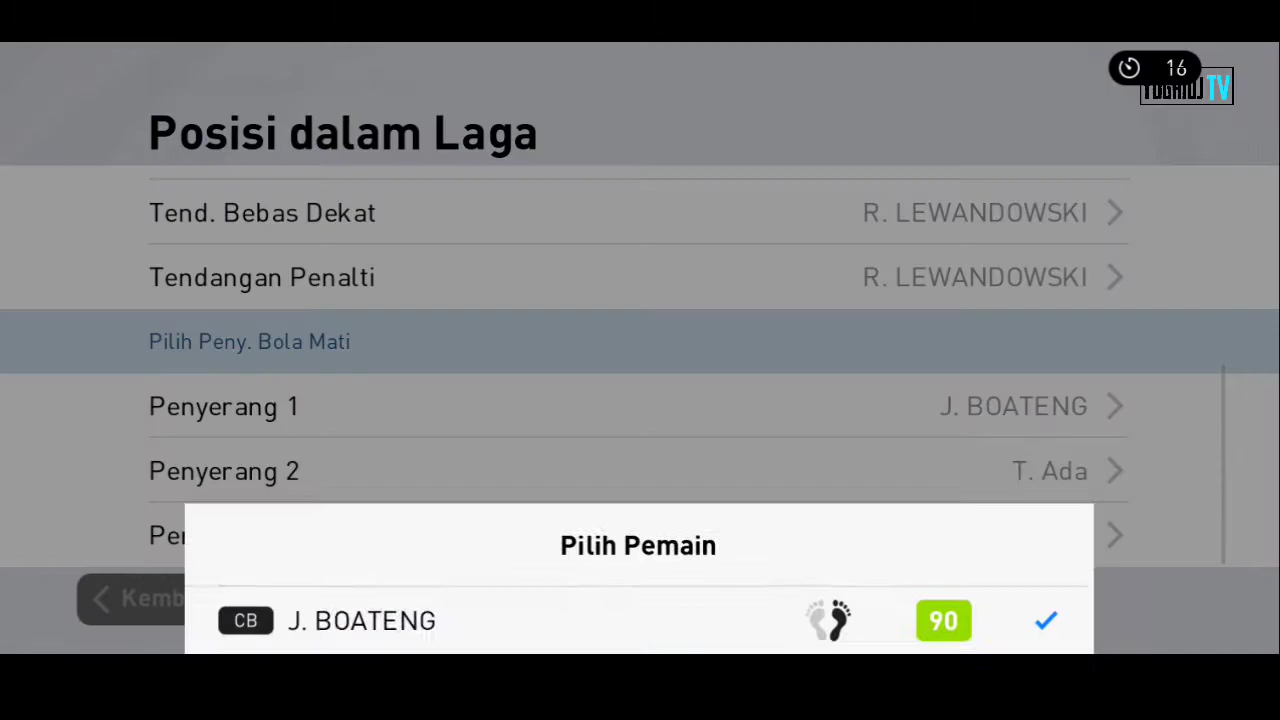 16
TV
Posisi dalam Laga
Tend. Bebas Dekat R. LEWANDOWSKI
Tendangan Penalti R. LEWANDOWSKI
Pilih Peny. Bola Mati
Penyerang 1 J. BOATENG
Penyerang 2 T. Ada
Pilih Pemain
CB J. BOATENG 90